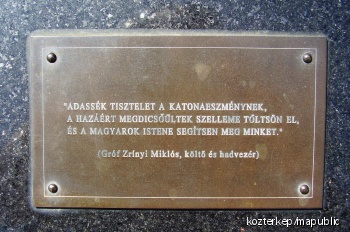 "ADASSÉK TISZTELET A KATONAESZMÉNYNEK,
A HAZÁÉRT MEGDICSŐÜLTEK SZELLEME TÖLTSÖN EL,
ÉS A MAGYAROK ISTENE SEGÍTSEN MEG MINKET."
(Gróf Zrínyi Miklós, költő és hadvezér)
kozterkep/mapublic